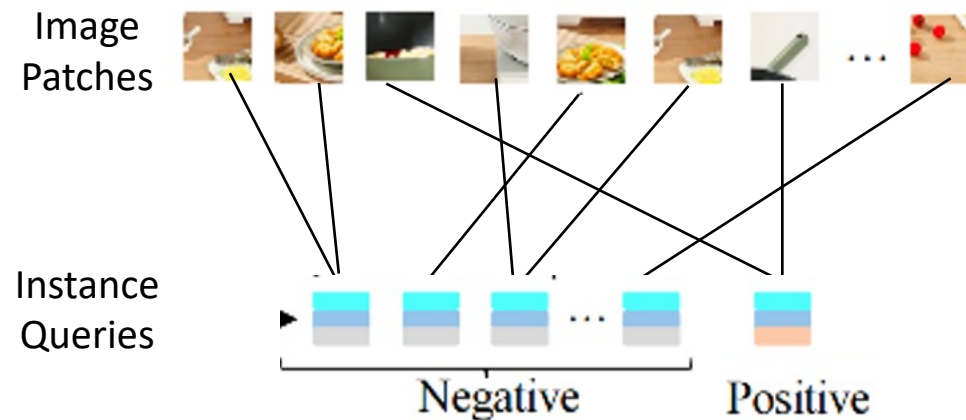 Image
Patches
...
Instance
Queries
...
Negative
Positive